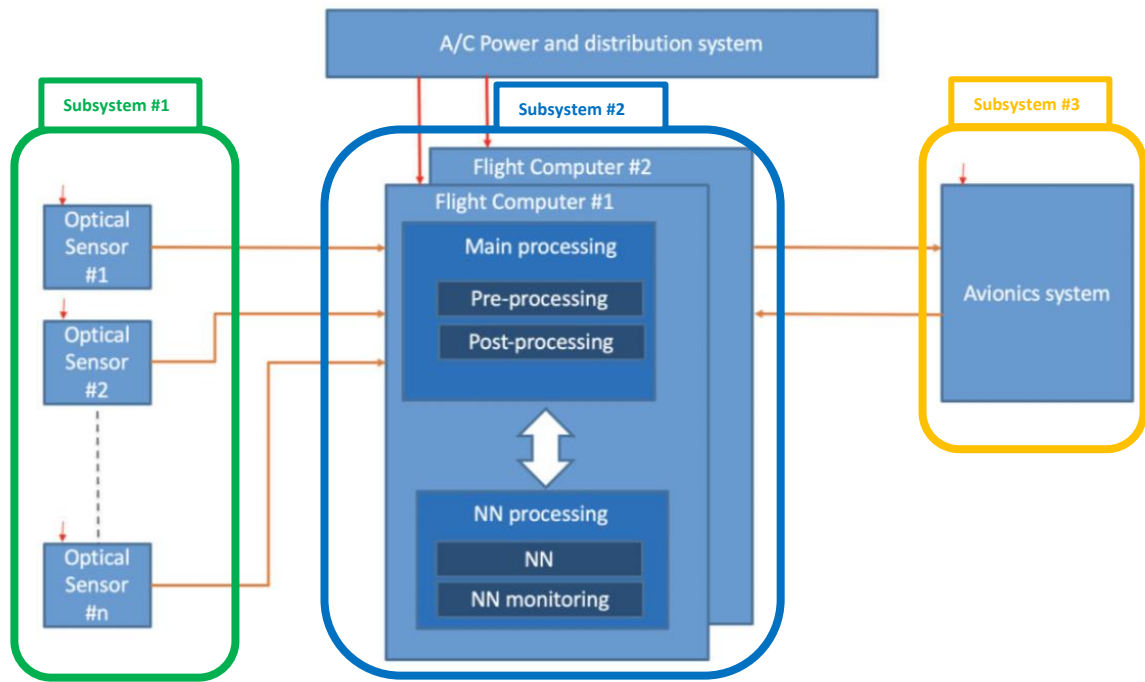 A/C Power and distribution system
Subsystem #1
Subsystem #2
Subsystem #3
Flight Computer #2
Flight Computer #1
Optical
Sensor
#1
Main processing
Pre-processing
Post-processing
Avionics system
Optical
Sensor
#2
NN processing
NN
NN monitoring
Optical
Sensor
#n